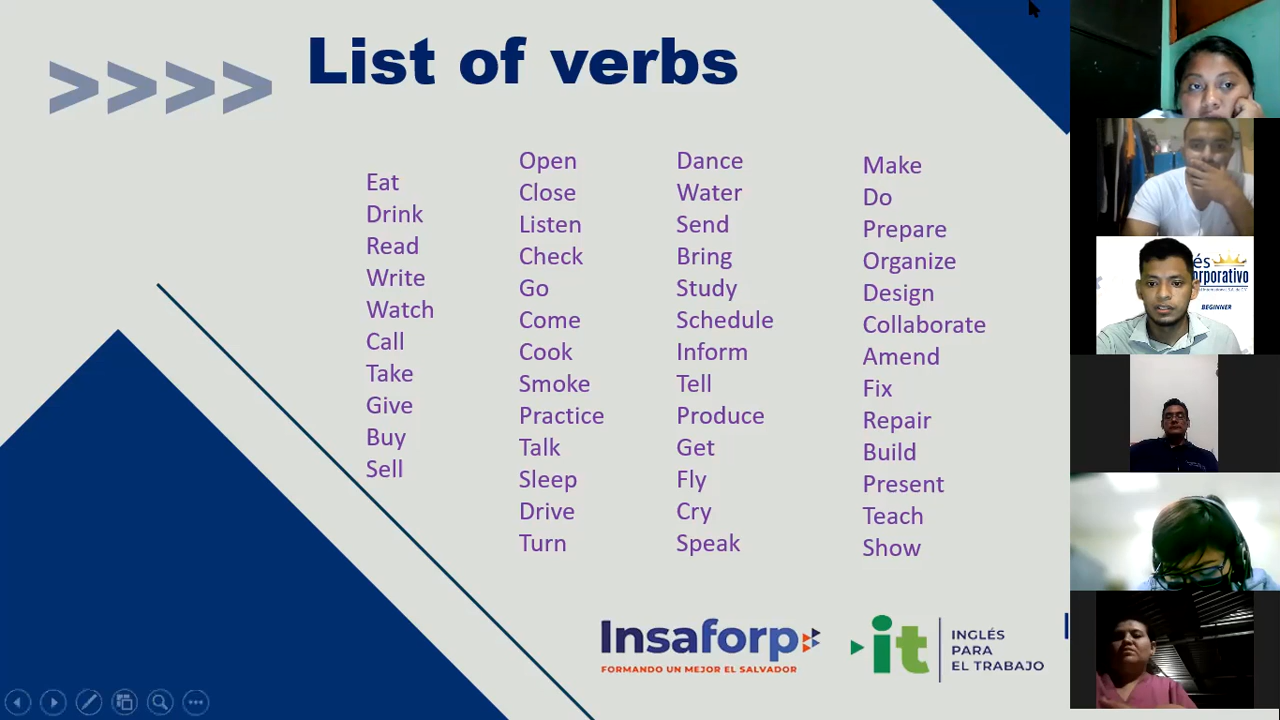 >>>>
List of verbs
Eat
Drink
Read
Write
Watch
Call
Take
Give
Buy
Sell
Open
Close
Listen
Check
Go
Come
Cook
Smoke
Practice
Talk
Sleep
Drive
Turn
Dance
Water
Send
Bring
Study
Schedule
Inform
Tell
Produce
Get
Fly
Cry
Speak
Make
Do
Prepare
Organize
Design
Collaborate
Amend
Fix
Repair
Build
Present
Teach
Show
Insaforp
FORMANDO UN MEJOR EL SALVADOR
it
INGLÉS
PARA
EL TRABAJO
BEGINNER